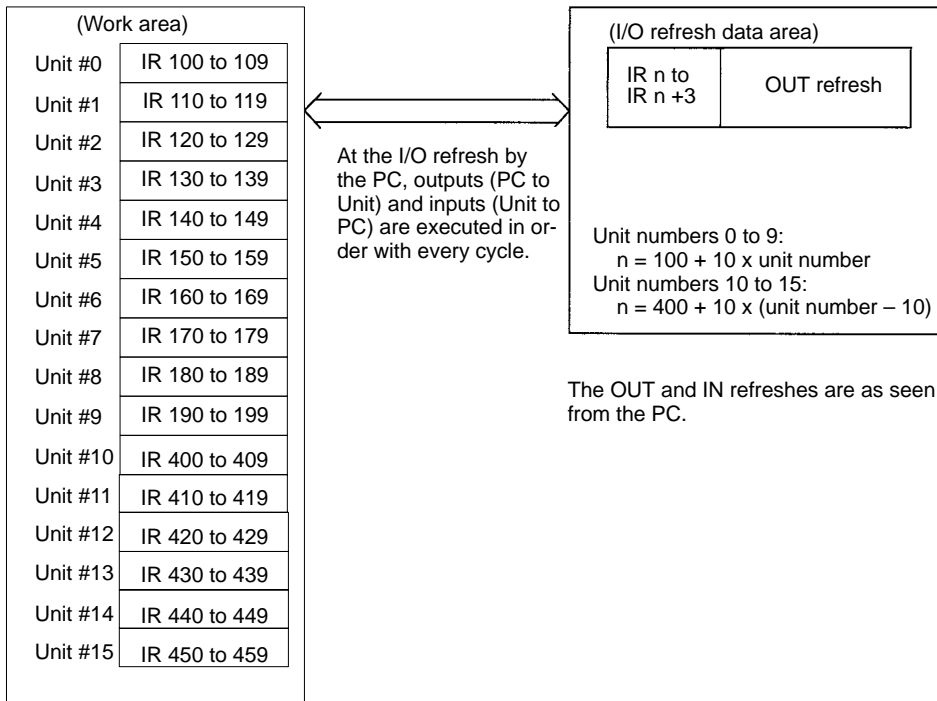 (Work area)
Unit #0 IR 100 to 109
Unit #1 IR 110 to 119
Unit #2 IR 120 to 129
Unit #3 IR 130 to 139
Unit #4 IR 140 to 149
Unit #5 IR 150 to 159
Unit #6 IR 160 to 169
Unit #7 IR 170 to 179
Unit #8 IR 180 to 189
Unit #9 IR 190 to 199
Unit #10 IR 400 to 409
Unit #11 IR 410 to 419
Unit #12 IR 420 to 429
Unit #13 IR 430 to 439
Unit #14 IR 440 to 449
Unit #15 IR 450 to 459
At the I/O refresh by
the PC, outputs (PC to
Unit) and inputs (Unit to
PC) are executed in or-
der with every cycle.
(I/O refresh data area)
IR n to
IR n +3
OUT refresh
Unit numbers 0 to 9:
n = 100 + 10 x unit number
Unit numbers 10 to 15:
n = 400 + 10 x (unit number – 10)
The OUT and IN refreshes are as seen
from the PC.